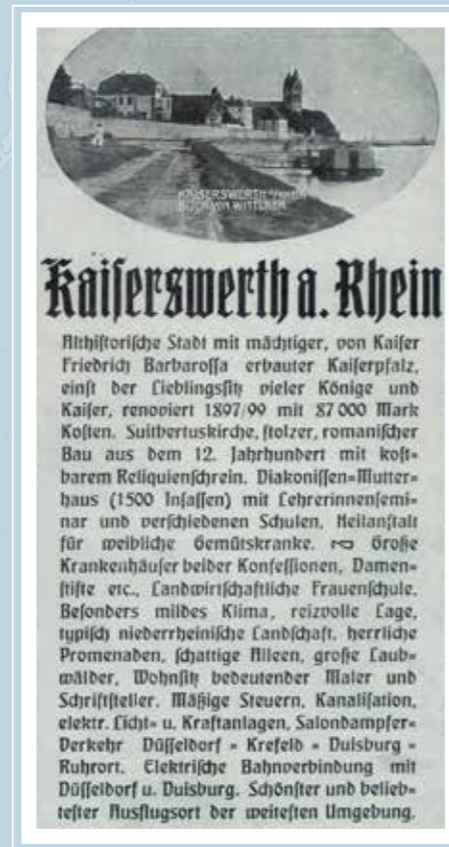 KAISERSWERTH a/Rhein
BLICK VON WITTLAER
Kaiſerswerth a. Rhein
Althiſtoriſche Stadt mit mächtiger, von Kaiſer
Friedrich Barbaroſſa erbauter Kaiſerpfalz,
einſt der Lieblingsſitz vieler Könige und
Kaiſer, renoviert 1897/99 mit 87 000 Mark
Koſten. Suitbertuskirche, ſtolzer, romaniſcher
Bau aus dem 12. Jahrhundert mit koſt-
barem Reliquienſchrein. Diakoniſſen-Mutter-
haus (1500 Inſaſſen) mit Lehrerinnenſemi-
nar und verſchiedenen Schulen, Heilanſtalt
für weibliche Gemütskranke. Große
Krankenhäuſer beider Konfeſſionen, Damen-
ſtifte etc., Landwirtſchaftliche Frauenſchule.
Beſonders mildes Klima, reizvolle Lage,
typiſch niederrheiniſche Landſchaft, herrliche
Promenaden, ſchattige Alleen, große Laub-
wälder, Wohnſitz bedeutender Maler und
Schriftſteller. Mäßige Steuern, Kanaliſation,
elektr. Licht- u. Kraftanlagen, Salondampfer-
Verkehr Düſſeldorf - Krefeld - Duisburg -
Ruhrort. Elektriſche Bahnverbindung mit
Düſſeldorf u. Duisburg. Schönſter und belieb-
teſter Ausflugsort der weiteſten Umgebung.